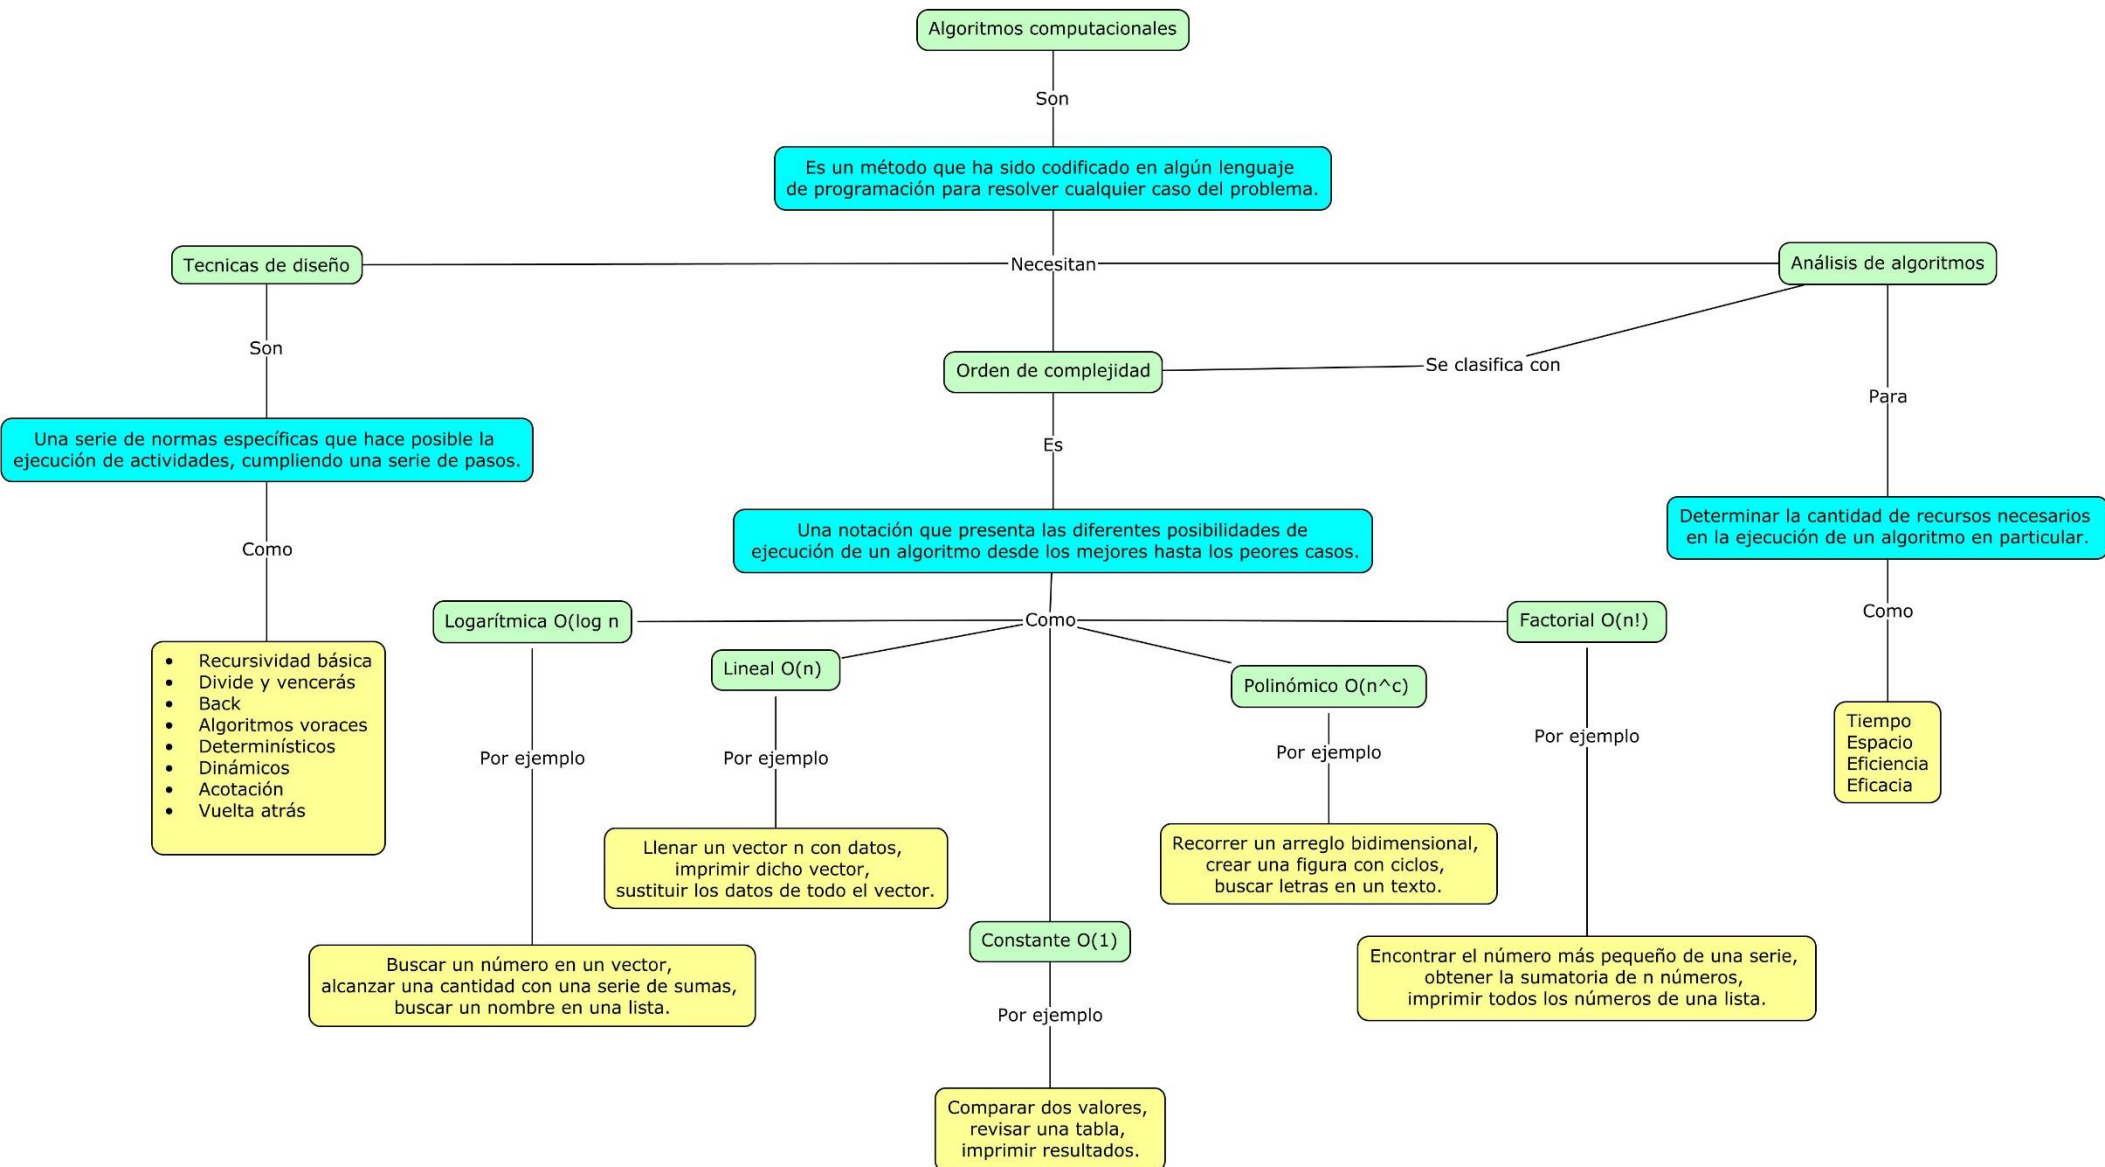 Algoritmos computacionales
Son
Es un método que ha sido codificado en algún lenguaje
de programación para resolver cualquier caso del problema.
Tecnicas de diseño
Necesitan
Análisis de algoritmos
Son
Orden de complejidad
Se clasifica con
Para
Una serie de normas específicas que hace posible la
ejecución de actividades, cumpliendo una serie de pasos.
Es
Como
Una notación que presenta las diferentes posibilidades de
ejecución de un algoritmo desde los mejores hasta los peores casos.
Determinar la cantidad de recursos necesarios
en la ejecución de un algoritmo en particular.
Logarítmica O(log n
Como
Factorial O(n!)
Como
Lineal O(n)
Polinómico O(n^c)
• Recursividad básica
• Divide y vencerás
• Back
• Algoritmos voraces
• Determinísticos
• Dinámicos
• Acotación
• Vuelta atrás
Por ejemplo
Por ejemplo
Por ejemplo
Por ejemplo
Tiempo
Espacio
Eficiencia
Eficacia
Llenar un vector n con datos,
imprimir dicho vector,
sustituir los datos de todo el vector.
Recorrer un arreglo bidimensional,
crear una figura con ciclos,
buscar letras en un texto.
Constante O(1)
Buscar un número en un vector,
alcanzar una cantidad con una serie de sumas,
buscar un nombre en una lista.
Encontrar el número más pequeño de una serie,
obtener la sumatoria de n números,
imprimir todos los números de una lista.
Por ejemplo
Comparar dos valores,
revisar una tabla,
imprimir resultados.